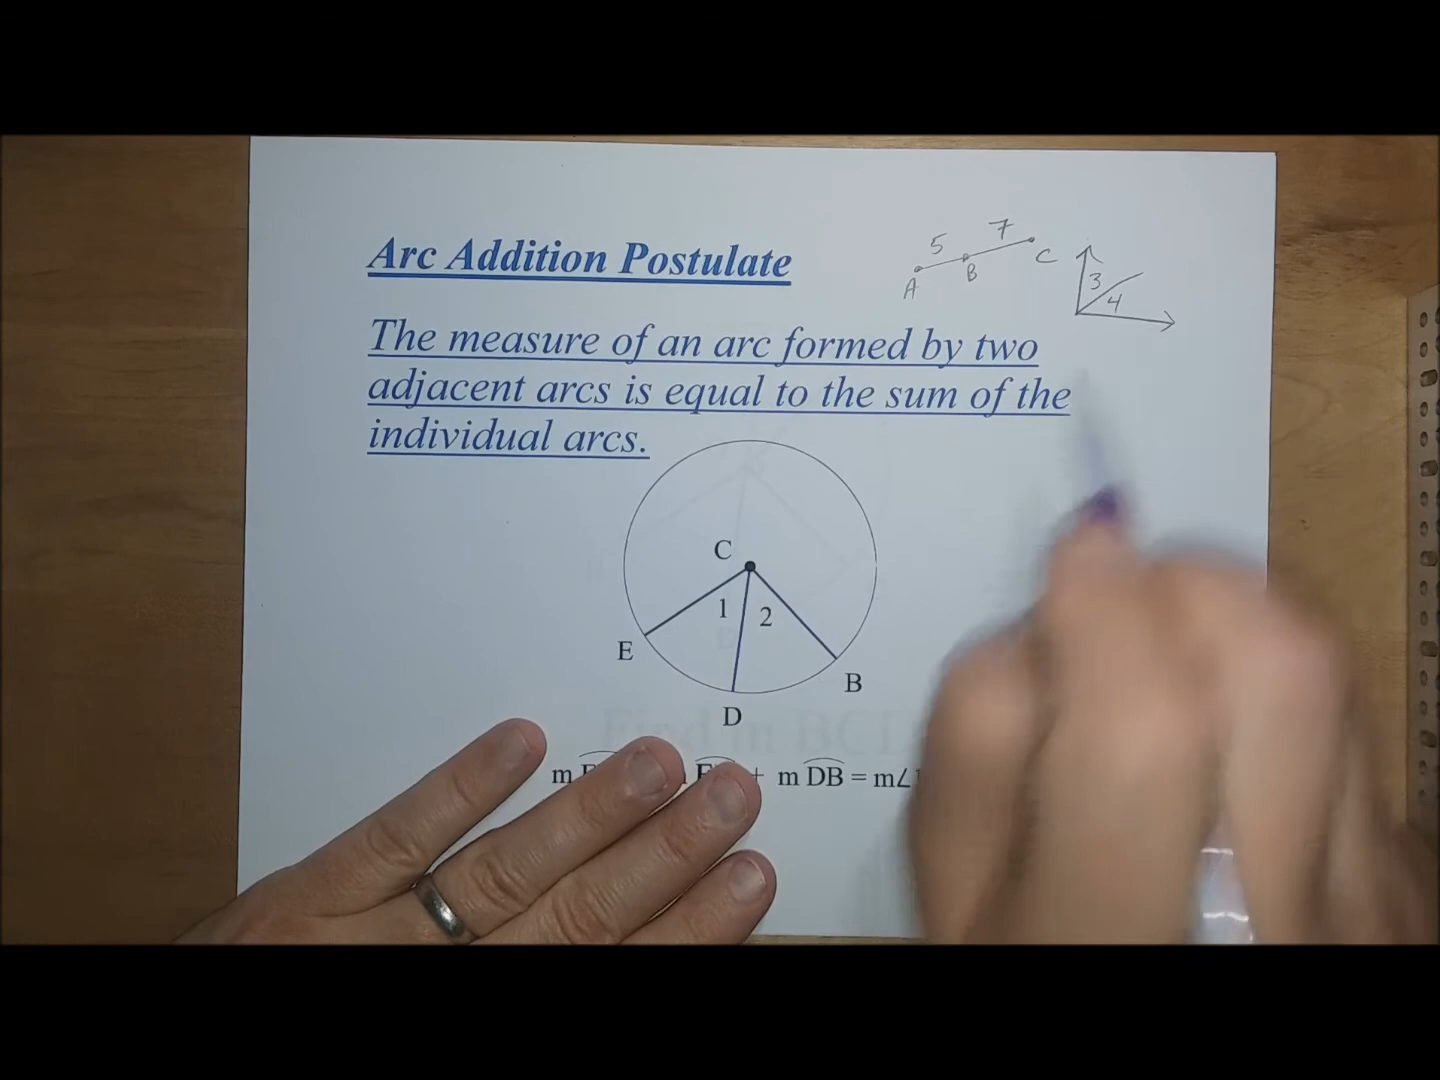 Arc Addition Postulate
5 7
A B C
3
4
The measure of an arc formed by two
adjacent arcs is equal to the sum of the
individual arcs.
C
1 2
E
B
D
m + m DB = m∠